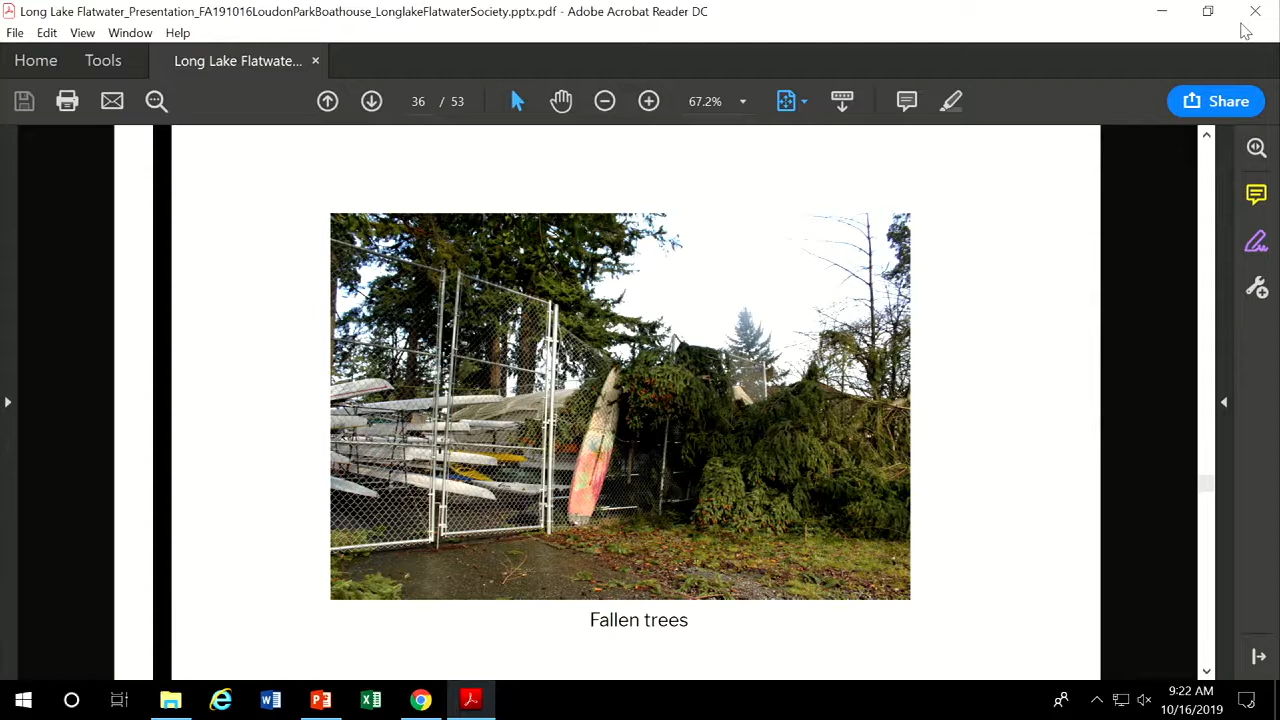 Long Lake Flatwater_Presentation_FA191016LoudonParkBoathouse_LonglakeFlatwaterSociety.pptx.pdf - Adobe Acrobat Reader DC
File Edit View Window Help
Home Tools Long Lake Flatwate... ×
36 / 53 67.2% Share
Fallen trees
9:22 AM
10/16/2019